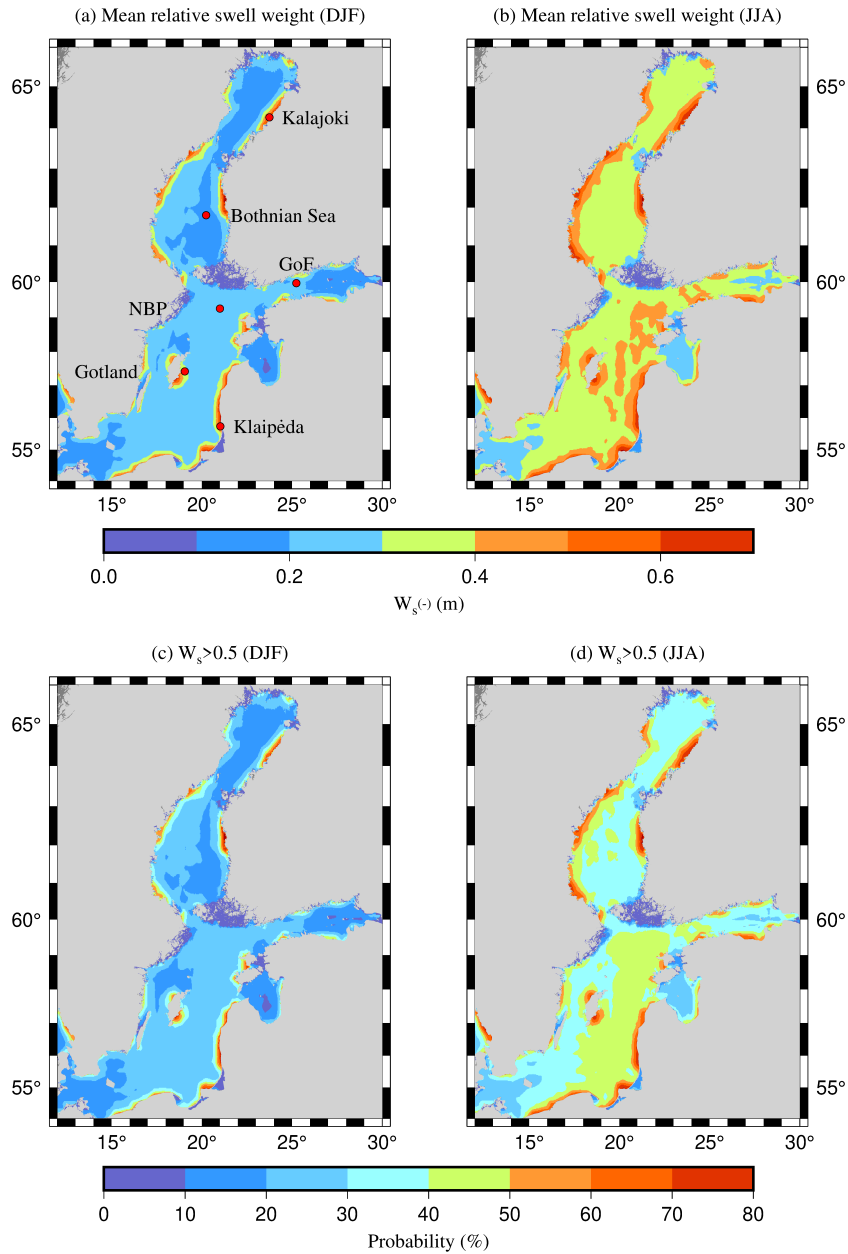 (a) Mean relative swell weight (DJF)
(b) Mean relative swell weight (JJA)
65°
65°
Kalajoki
Bothnian Sea
60°
GoF
60°
NBP
Gotland
Klaipėda
55°
55°
15° 20° 25° 30°
15° 20° 25° 30°
0.0 0.2 0.4 0.6
Ws(-) (m)
(c) Ws>0.5 (DJF)
(d) Ws>0.5 (JJA)
65°
65°
60°
60°
55°
55°
15° 20° 25° 30°
15° 20° 25° 30°
0 10 20 30 40 50 60 70 80
Probability (%)